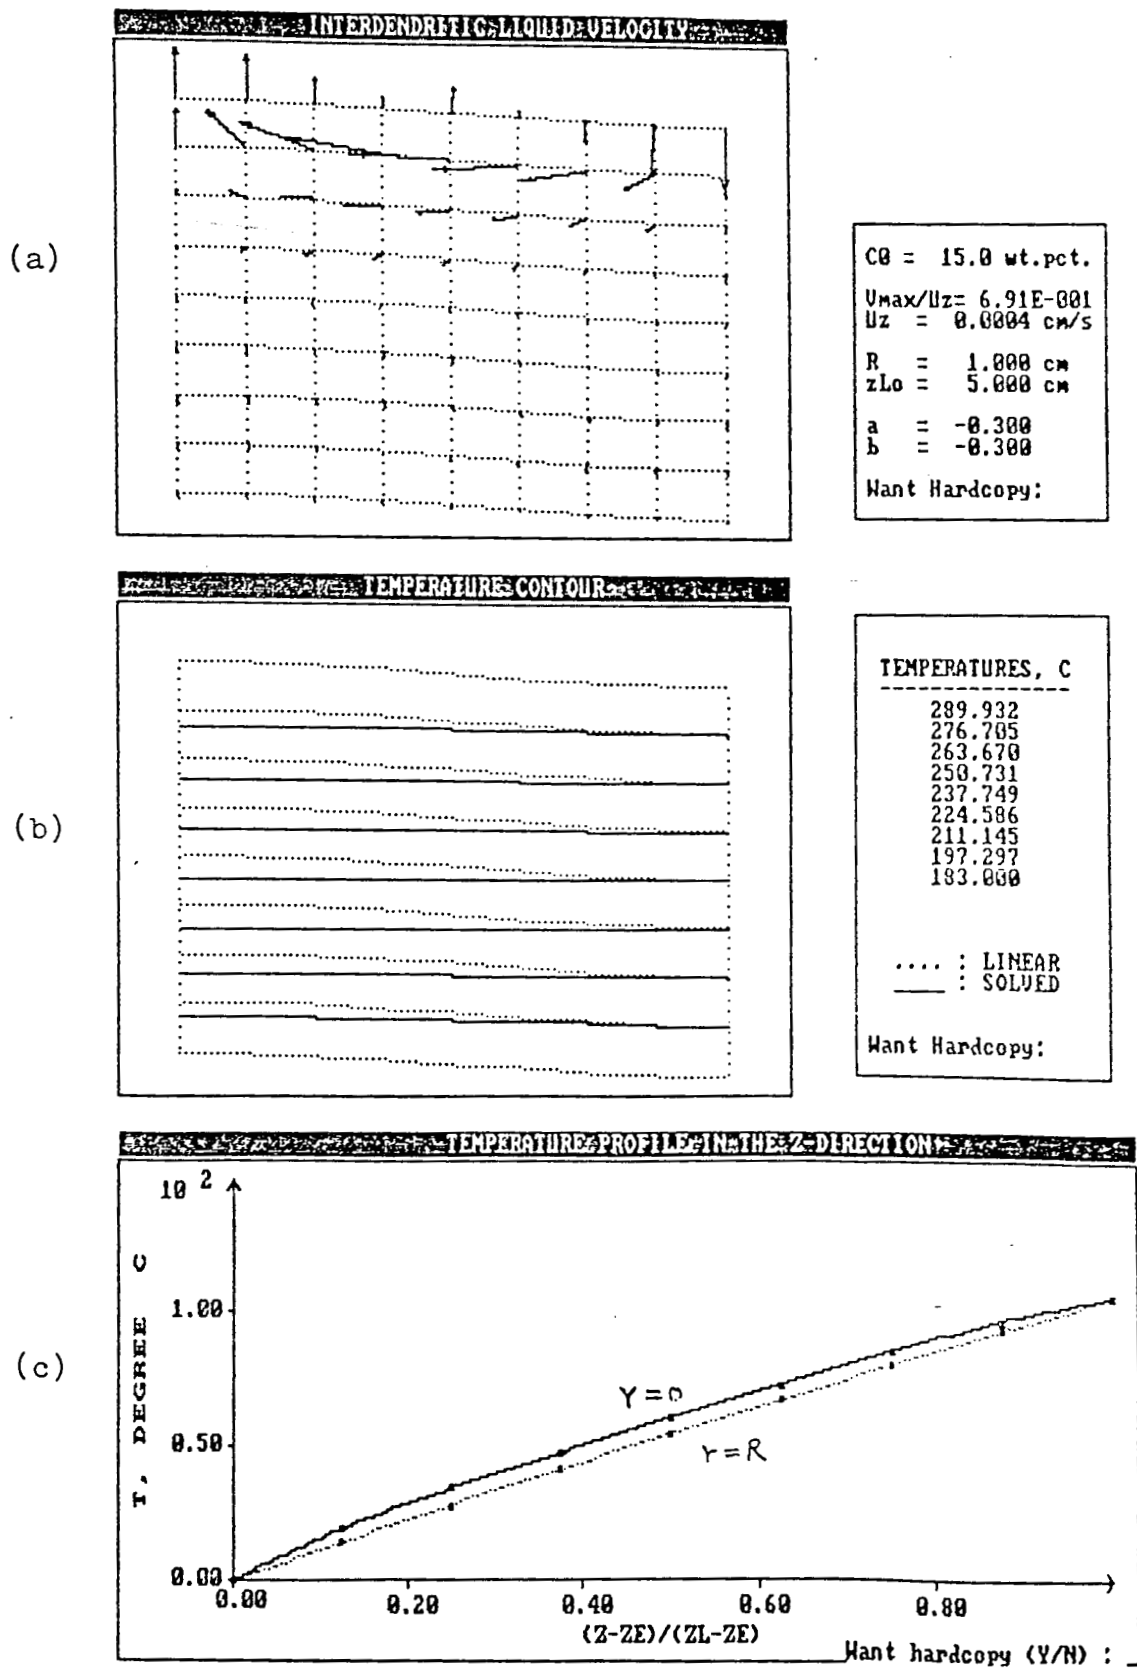 INTERDENDRITIC LIQUID VELOCITY
(a)
C0 = 15.0 wt.pct.
Vmax/Uz= 6.91E-001
Uz = 0.0004 cm/s
R = 1.000 cm
zLo = 5.000 cm
a = -0.300
b = -0.300
Want Hardcopy:
TEMPERATURE CONTOUR
(b)
TEMPERATURES, C
---------------
289.932
276.705
263.670
250.731
237.749
224.586
211.145
197.297
183.000
.... : LINEAR
____ : SOLVED
Want Hardcopy:
TEMPERATURE PROFILE IN THE Z DIRECTION
(c)
10 2
T, DEGREE C
1.00
0.50
0.00
Y=0
r=R
0.00 0.20 0.40 0.60 0.80
(Z-ZE)/(ZL-ZE)
Want hardcopy (Y/N) : _